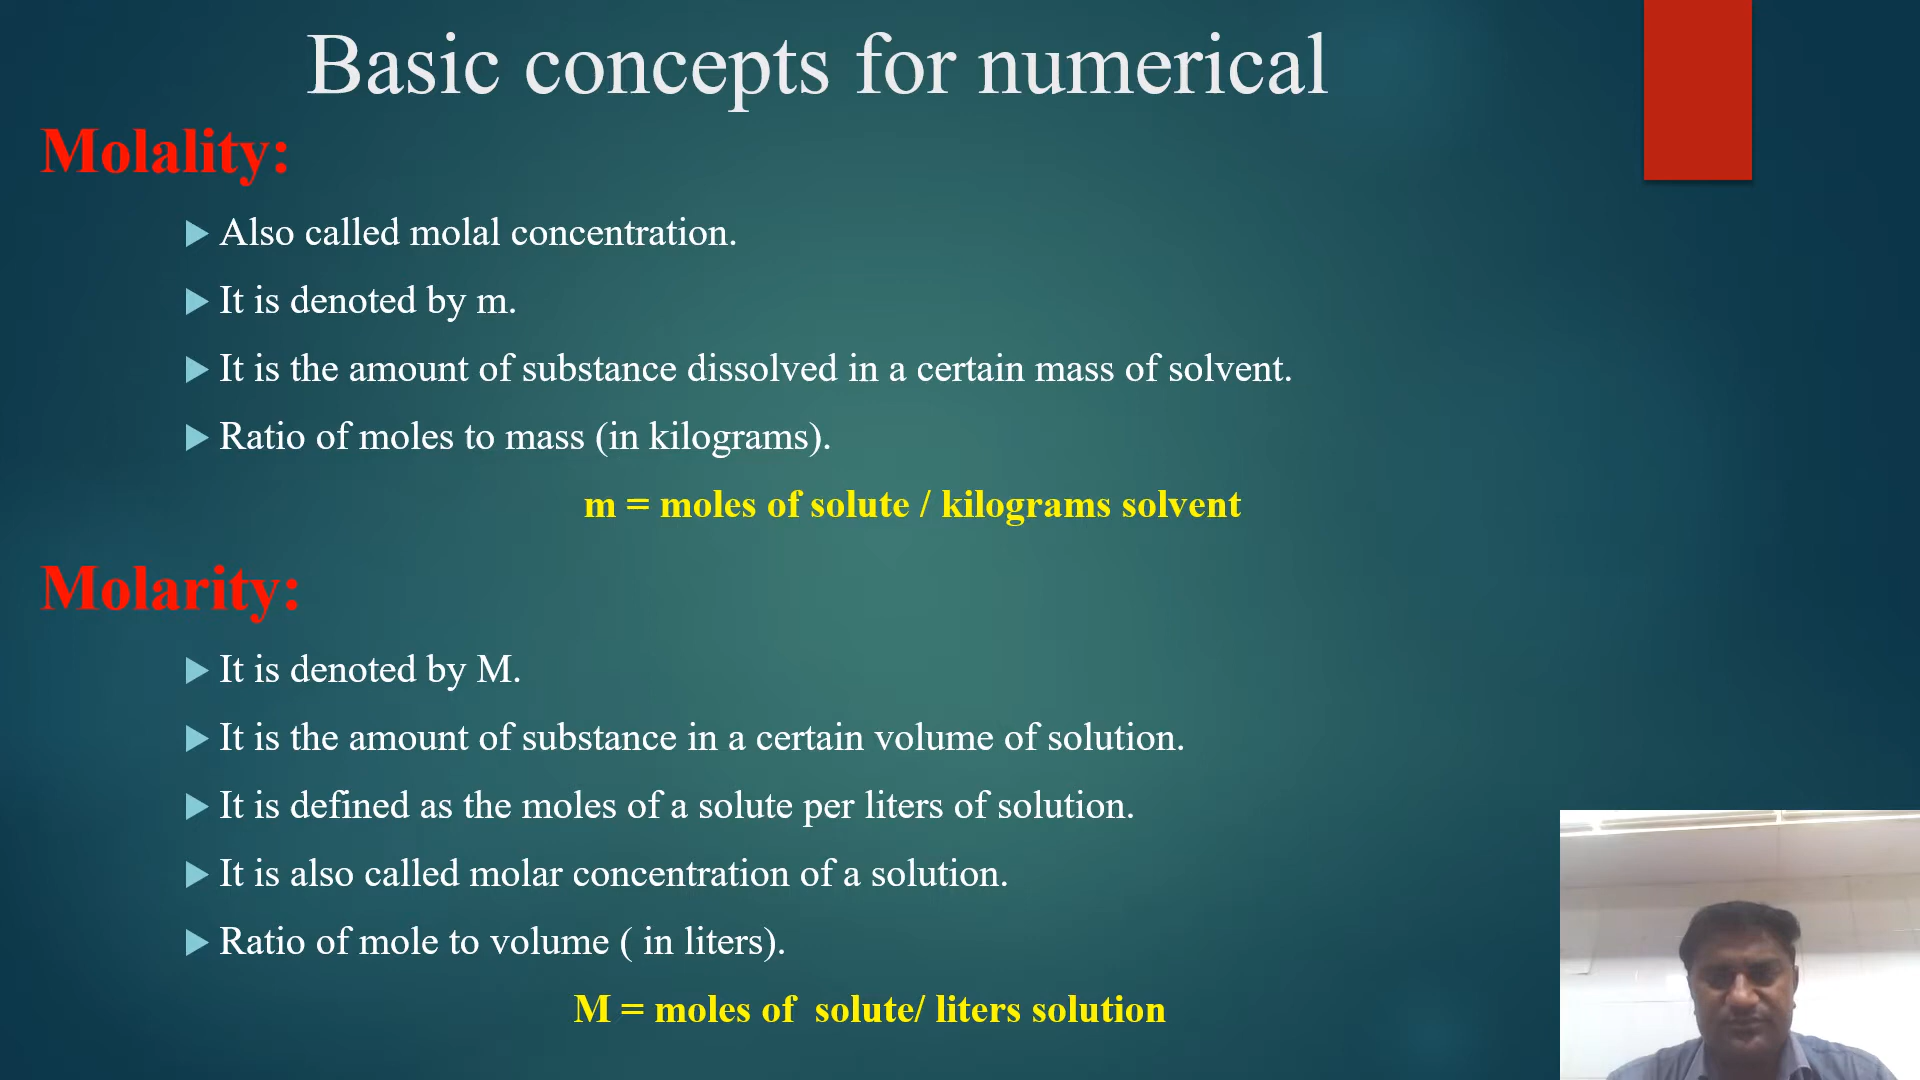 Basic concepts for numerical
Molality:
Also called molal concentration.
It is denoted by m.
It is the amount of substance dissolved in a certain mass of solvent.
Ratio of moles to mass (in kilograms).
m = moles of solute / kilograms solvent
Molarity:
It is denoted by M.
It is the amount of substance in a certain volume of solution.
It is defined as the moles of a solute per liters of solution.
It is also called molar concentration of a solution.
Ratio of mole to volume ( in liters).
M = moles of  solute/ liters solution